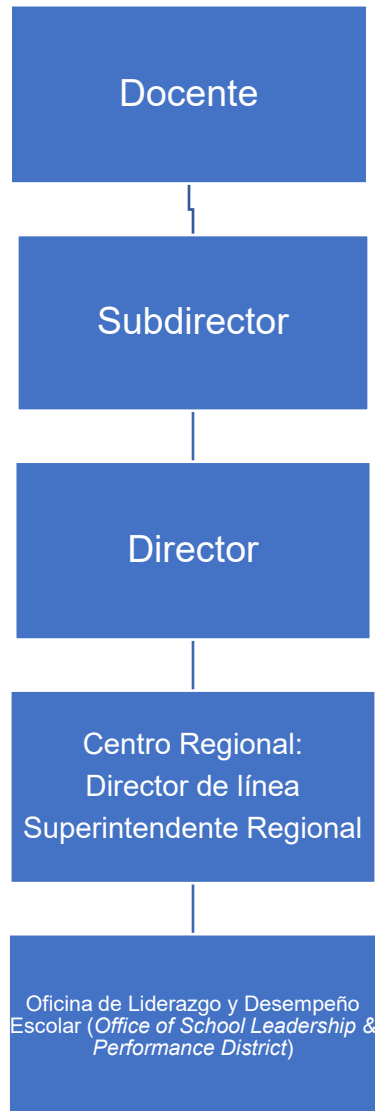 Docente
Subdirector
Director
Centro Regional:
Director de línea
Superintendente Regional
Oficina de Liderazgo y Desempeño
Escolar (Office of School Leadership &
Performance District)